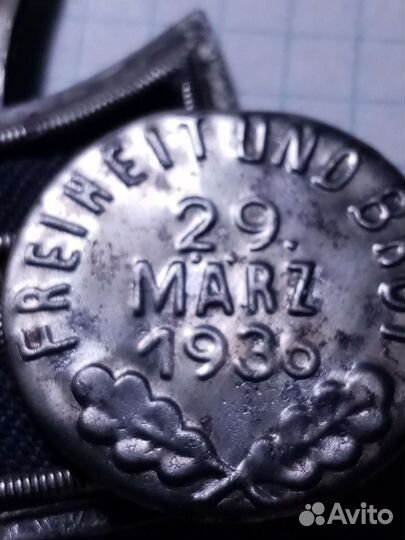 FREIHEIT UND BROT
29.
MÄRZ
1936
Avito